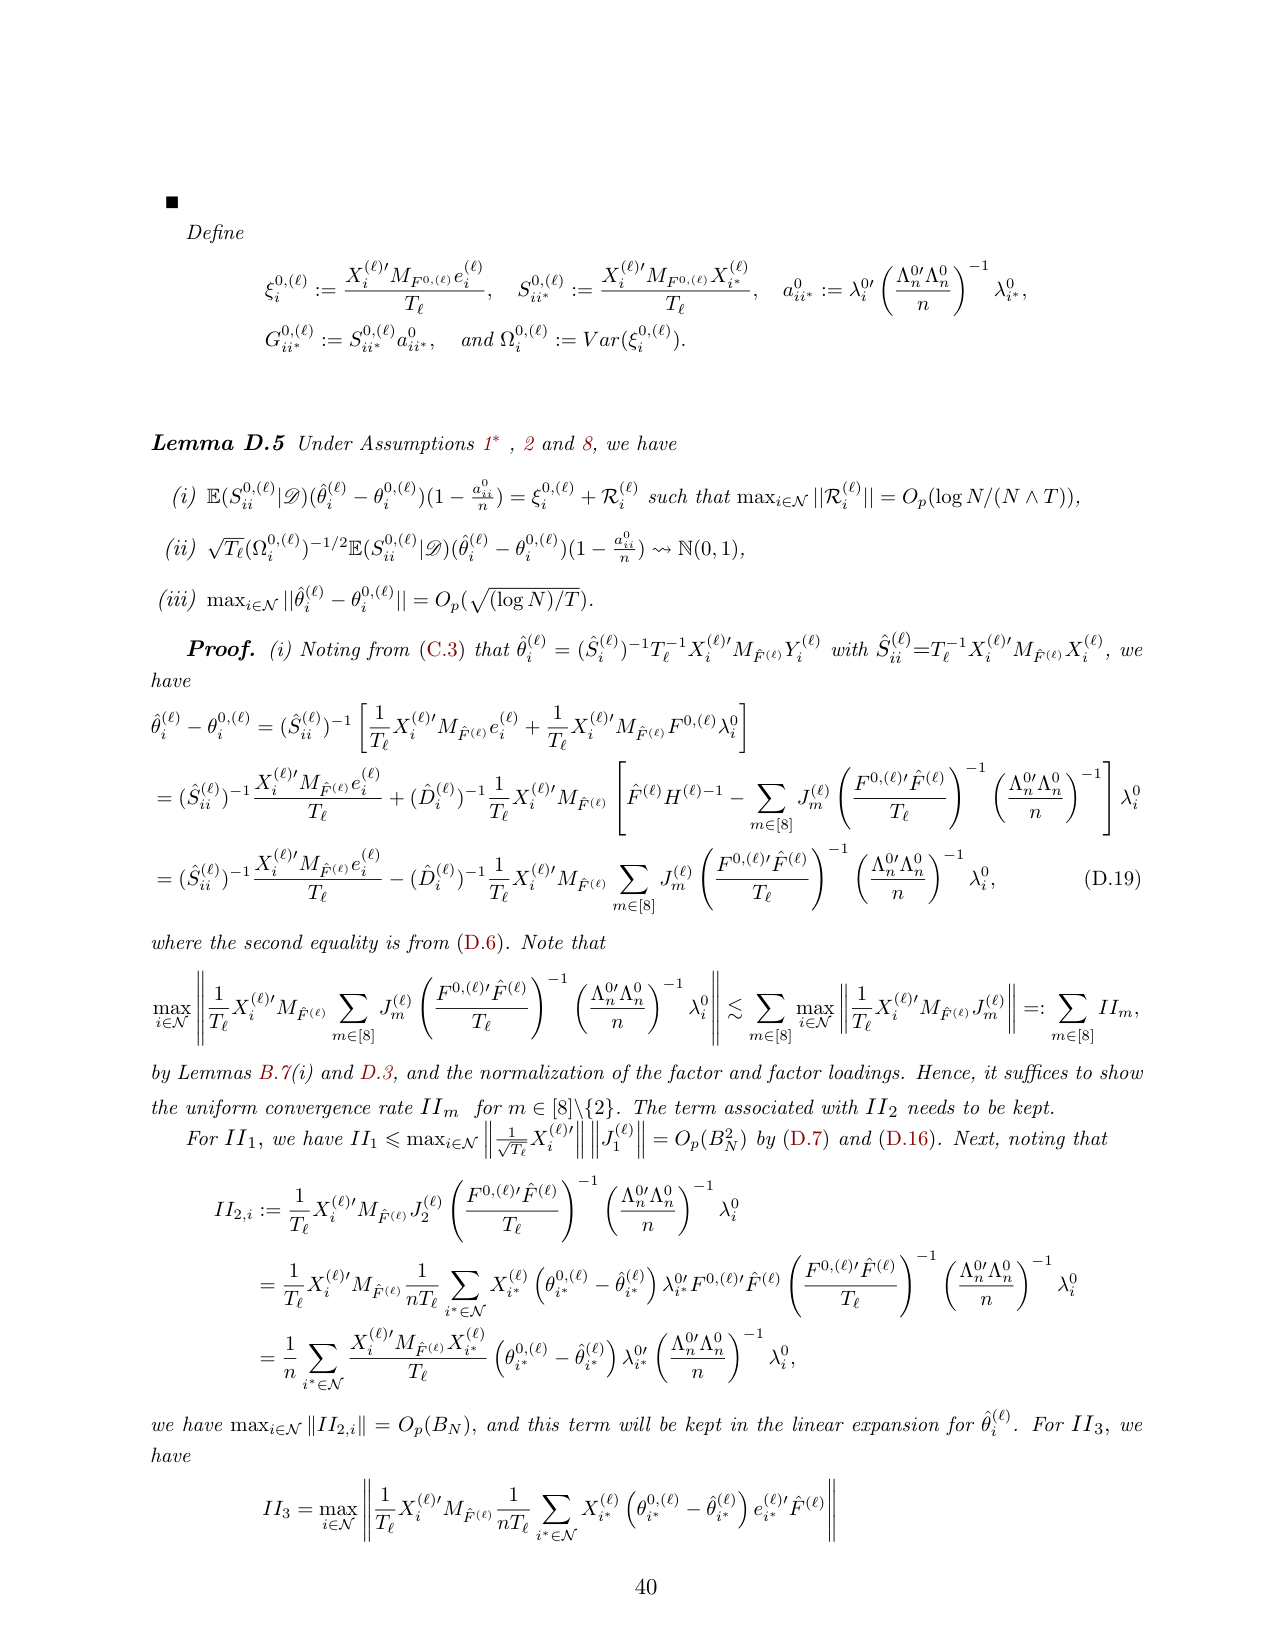 ■
Define
$\xi_i^{0,(\ell)} := \frac{X_i^{(\ell)\prime} M_{F^{0,(\ell)}} e_i^{(\ell)}}{T_\ell}, \quad S_{ii^*}^{0,(\ell)} := \frac{X_i^{(\ell)\prime} M_{F^{0,(\ell)}} X_{i^*}^{(\ell)}}{T_\ell}, \quad a_{ii^*}^0 := \lambda_i^{0\prime} \left(\frac{\Lambda_n^{0\prime}\Lambda_n^0}{n}\right)^{-1} \lambda_{i^*}^0,$
$G_{ii^*}^{0,(\ell)} := S_{ii^*}^{0,(\ell)} a_{ii^*}^0, \quad and \ \Omega_i^{0,(\ell)} := Var(\xi_i^{0,(\ell)}).$
Lemma D.5 Under Assumptions 1* , 2 and 8, we have
(i) $\mathbb{E}(S_{ii}^{0,(\ell)}|\mathscr{D})(\hat{\theta}_i^{(\ell)} - \theta_i^{0,(\ell)})(1 - \frac{a_{ii}^0}{n}) = \xi_i^{0,(\ell)} + \mathcal{R}_i^{(\ell)}$ such that $\max_{i\in\mathcal{N}} ||\mathcal{R}_i^{(\ell)}|| = O_p(\log N/(N \wedge T)),$
(ii) $\sqrt{T_\ell}(\Omega_i^{0,(\ell)})^{-1/2}\mathbb{E}(S_{ii}^{0,(\ell)}|\mathscr{D})(\hat{\theta}_i^{(\ell)} - \theta_i^{0,(\ell)})(1 - \frac{a_{ii}^0}{n}) \rightsquigarrow \mathbb{N}(0,1),$
(iii) $\max_{i\in\mathcal{N}} ||\hat{\theta}_i^{(\ell)} - \theta_i^{0,(\ell)}|| = O_p(\sqrt{(\log N)/T}).$
Proof. (i) Noting from (C.3) that $\hat{\theta}_i^{(\ell)} = (\hat{S}_i^{(\ell)})^{-1} T_\ell^{-1} X_i^{(\ell)\prime} M_{\hat{F}^{(\ell)}} Y_i^{(\ell)}$ with $\hat{S}_{ii}^{(\ell)} = T_\ell^{-1} X_i^{(\ell)\prime} M_{\hat{F}^{(\ell)}} X_i^{(\ell)}$, we
have
$\hat{\theta}_i^{(\ell)} - \theta_i^{0,(\ell)} = (\hat{S}_{ii}^{(\ell)})^{-1} \left[\frac{1}{T_\ell} X_i^{(\ell)\prime} M_{\hat{F}^{(\ell)}} e_i^{(\ell)} + \frac{1}{T_\ell} X_i^{(\ell)\prime} M_{\hat{F}^{(\ell)}} F^{0,(\ell)} \lambda_i^0\right]$
$= (\hat{S}_{ii}^{(\ell)})^{-1} \frac{X_i^{(\ell)\prime} M_{\hat{F}^{(\ell)}} e_i^{(\ell)}}{T_\ell} + (\hat{D}_i^{(\ell)})^{-1} \frac{1}{T_\ell} X_i^{(\ell)\prime} M_{\hat{F}^{(\ell)}} \left[\hat{F}^{(\ell)} H^{(\ell)-1} - \sum_{m\in[8]} J_m^{(\ell)} \left(\frac{F^{0,(\ell)\prime}\hat{F}^{(\ell)}}{T_\ell}\right)^{-1} \left(\frac{\Lambda_n^{0\prime}\Lambda_n^0}{n}\right)^{-1}\right] \lambda_i^0$
$= (\hat{S}_{ii}^{(\ell)})^{-1} \frac{X_i^{(\ell)\prime} M_{\hat{F}^{(\ell)}} e_i^{(\ell)}}{T_\ell} - (\hat{D}_i^{(\ell)})^{-1} \frac{1}{T_\ell} X_i^{(\ell)\prime} M_{\hat{F}^{(\ell)}} \sum_{m\in[8]} J_m^{(\ell)} \left(\frac{F^{0,(\ell)\prime}\hat{F}^{(\ell)}}{T_\ell}\right)^{-1} \left(\frac{\Lambda_n^{0\prime}\Lambda_n^0}{n}\right)^{-1} \lambda_i^0,$ (D.19)
where the second equality is from (D.6). Note that
$\max_{i\in\mathcal{N}} \left\|\frac{1}{T_\ell} X_i^{(\ell)\prime} M_{\hat{F}^{(\ell)}} \sum_{m\in[8]} J_m^{(\ell)} \left(\frac{F^{0,(\ell)\prime}\hat{F}^{(\ell)}}{T_\ell}\right)^{-1} \left(\frac{\Lambda_n^{0\prime}\Lambda_n^0}{n}\right)^{-1} \lambda_i^0\right\| \lesssim \sum_{m\in[8]} \max_{i\in\mathcal{N}} \left\|\frac{1}{T_\ell} X_i^{(\ell)\prime} M_{\hat{F}^{(\ell)}} J_m^{(\ell)}\right\| =: \sum_{m\in[8]} II_m,$
by Lemmas B.7(i) and D.3, and the normalization of the factor and factor loadings. Hence, it suffices to show
the uniform convergence rate $II_m$ for $m \in [8]\backslash\{2\}$. The term associated with $II_2$ needs to be kept.
For $II_1$, we have $II_1 \leqslant \max_{i\in\mathcal{N}} \left\|\frac{1}{\sqrt{T_\ell}} X_i^{(\ell)\prime}\right\| \left\|J_1^{(\ell)}\right\| = O_p(B_N^2)$ by (D.7) and (D.16). Next, noting that
$II_{2,i} := \frac{1}{T_\ell} X_i^{(\ell)\prime} M_{\hat{F}^{(\ell)}} J_2^{(\ell)} \left(\frac{F^{0,(\ell)\prime}\hat{F}^{(\ell)}}{T_\ell}\right)^{-1} \left(\frac{\Lambda_n^{0\prime}\Lambda_n^0}{n}\right)^{-1} \lambda_i^0$
$= \frac{1}{T_\ell} X_i^{(\ell)\prime} M_{\hat{F}^{(\ell)}} \frac{1}{nT_\ell} \sum_{i^*\in\mathcal{N}} X_{i^*}^{(\ell)} \left(\theta_{i^*}^{0,(\ell)} - \hat{\theta}_{i^*}^{(\ell)}\right) \lambda_{i^*}^{0\prime} F^{0,(\ell)\prime} \hat{F}^{(\ell)} \left(\frac{F^{0,(\ell)\prime}\hat{F}^{(\ell)}}{T_\ell}\right)^{-1} \left(\frac{\Lambda_n^{0\prime}\Lambda_n^0}{n}\right)^{-1} \lambda_i^0$
$= \frac{1}{n} \sum_{i^*\in\mathcal{N}} \frac{X_i^{(\ell)\prime} M_{\hat{F}^{(\ell)}} X_{i^*}^{(\ell)}}{T_\ell} \left(\theta_{i^*}^{0,(\ell)} - \hat{\theta}_{i^*}^{(\ell)}\right) \lambda_{i^*}^{0\prime} \left(\frac{\Lambda_n^{0\prime}\Lambda_n^0}{n}\right)^{-1} \lambda_i^0,$
we have $\max_{i\in\mathcal{N}} \|II_{2,i}\| = O_p(B_N)$, and this term will be kept in the linear expansion for $\hat{\theta}_i^{(\ell)}$. For $II_3$, we
have
$II_3 = \max_{i\in\mathcal{N}} \left\|\frac{1}{T_\ell} X_i^{(\ell)\prime} M_{\hat{F}^{(\ell)}} \frac{1}{nT_\ell} \sum_{i^*\in\mathcal{N}} X_{i^*}^{(\ell)} \left(\theta_{i^*}^{0,(\ell)} - \hat{\theta}_{i^*}^{(\ell)}\right) e_{i^*}^{(\ell)\prime} \hat{F}^{(\ell)}\right\|$
40